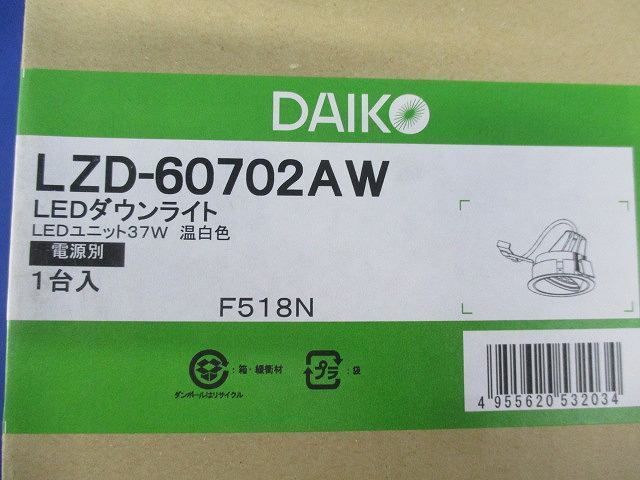 DAIKO
LZD-60702AW
LEDダウンライト
LEDユニット37W 温白色
電源別
1台入
F518N
:箱・緩衝材
ダンボールはリサイクル
プラ
:袋
4 955620 532034